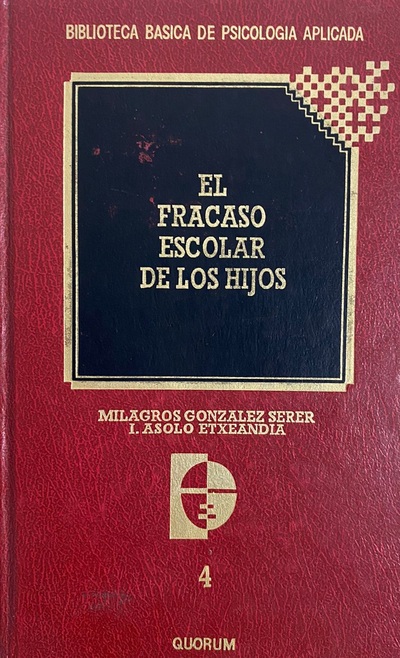 BIBLIOTECA BASICA DE PSICOLOGIA APLICADA
EL
FRACASO
ESCOLAR
DE LOS HIJOS
MILAGROS GONZALEZ SERER
I. ASOLO ETXEANDIA
4
QUORUM